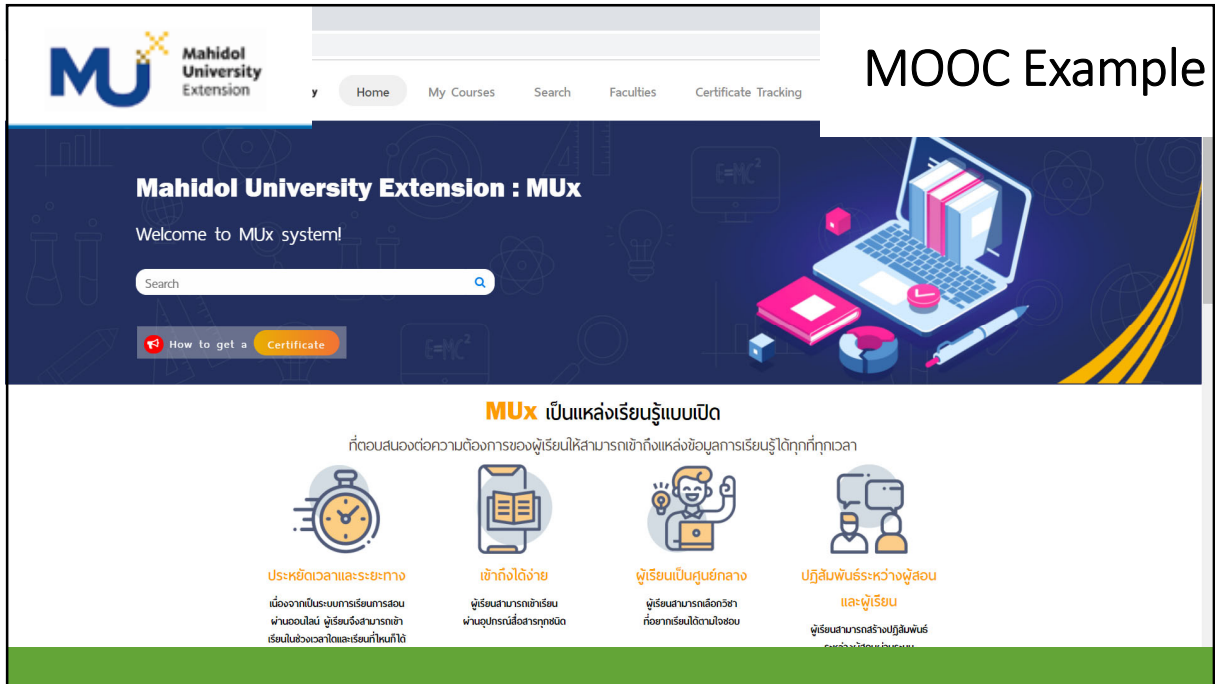 Mahidol
University
Extension
MOOC Example
y Home My Courses Search Faculties Certificate Tracking
Mahidol University Extension : MUx
Welcome to MUx system!
Search
How to get a Certificate
E=MC²
E=MC²
MUx เป็นแหล่งเรียนรู้แบบเปิด
ที่ตอบสนองต่อความต้องการของผู้เรียนให้สามารถเข้าถึงแหล่งข้อมูลการเรียนรู้ได้ทุกที่ทุกเวลา
ประหยัดเวลาและระยะทาง
เนื่องจากเป็นระบบการเรียนการสอน
ผ่านออนไลน์ ผู้เรียนจึงสามารถเข้า
เรียนในช่วงเวลาใดและเรียนที่ไหนก็ได้
เข้าถึงได้ง่าย
ผู้เรียนสามารถเข้าเรียน
ผ่านอุปกรณ์สื่อสารทุกชนิด
ผู้เรียนเป็นศูนย์กลาง
ผู้เรียนสามารถเลือกวิชา
ที่อยากเรียนได้ตามใจชอบ
ปฏิสัมพันธ์ระหว่างผู้สอน
และผู้เรียน
ผู้เรียนสามารถสร้างปฏิสัมพันธ์